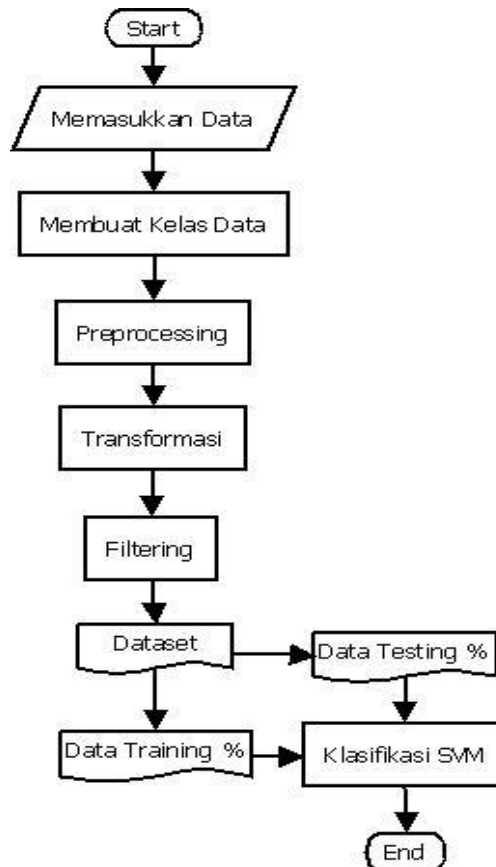 Start
Memasukkan Data
Membuat Kelas Data
Preprocessing
Transformasi
Filtering
Dataset
Data Testing %
Data Training %
Klasifikasi SVM
End